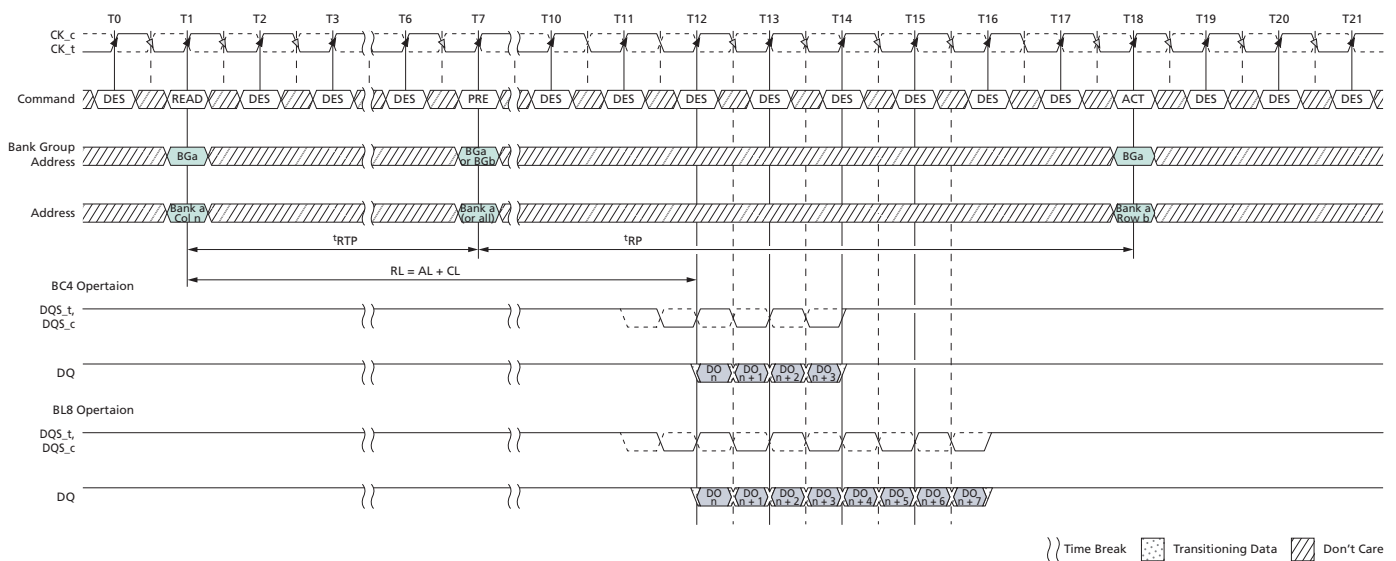 T0 T1 T2 T3 T6 T7 T10 T11 T12 T13 T14 T15 T16 T17 T18 T19 T20 T21
CK_c
CK_t
Command DES READ DES DES DES PRE DES DES DES DES DES DES DES DES ACT DES DES DES
Bank Group
Address
BGa
BGa
or BGb
BGa
Address
Bank a
Col n
Bank a
(or all)
Bank a
Row b
tRTP tRP
RL = AL + CL
BC4 Opertaion
DQS_t,
DQS_c
DQ
DO
n
DO
n + 1
DO
n + 2
DO
n + 3
BL8 Opertaion
DQS_t,
DQS_c
DQ
DO
n
DO
n + 1
DO
n + 2
DO
n + 3
DO
n + 4
DO
n + 5
DO
n + 6
DO
n + 7
Time Break Transitioning Data Don't Care